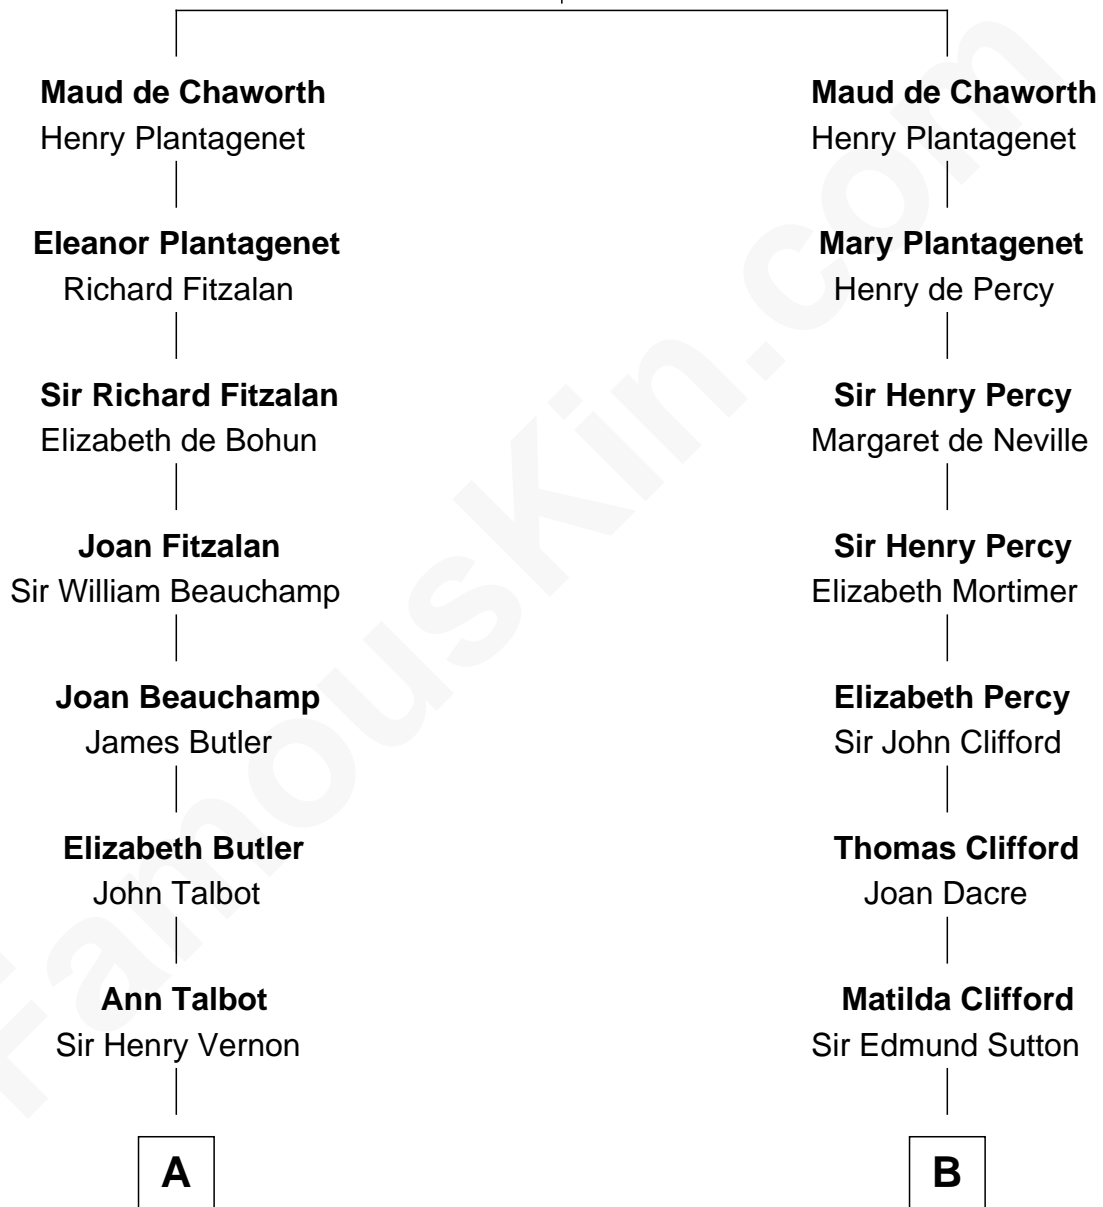 Maud de Chaworth
Henry Plantagenet
Eleanor Plantagenet
Richard Fitzalan
Sir Richard Fitzalan
Elizabeth de Bohun
Joan Fitzalan
Sir William Beauchamp
Joan Beauchamp
James Butler
Elizabeth Butler
John Talbot
Ann Talbot
Sir Henry Vernon
A
Maud de Chaworth
Henry Plantagenet
Mary Plantagenet
Henry de Percy
Sir Henry Percy
Margaret de Neville
Sir Henry Percy
Elizabeth Mortimer
Elizabeth Percy
Sir John Clifford
Thomas Clifford
Joan Dacre
Matilda Clifford
Sir Edmund Sutton
B
FamousKin.com